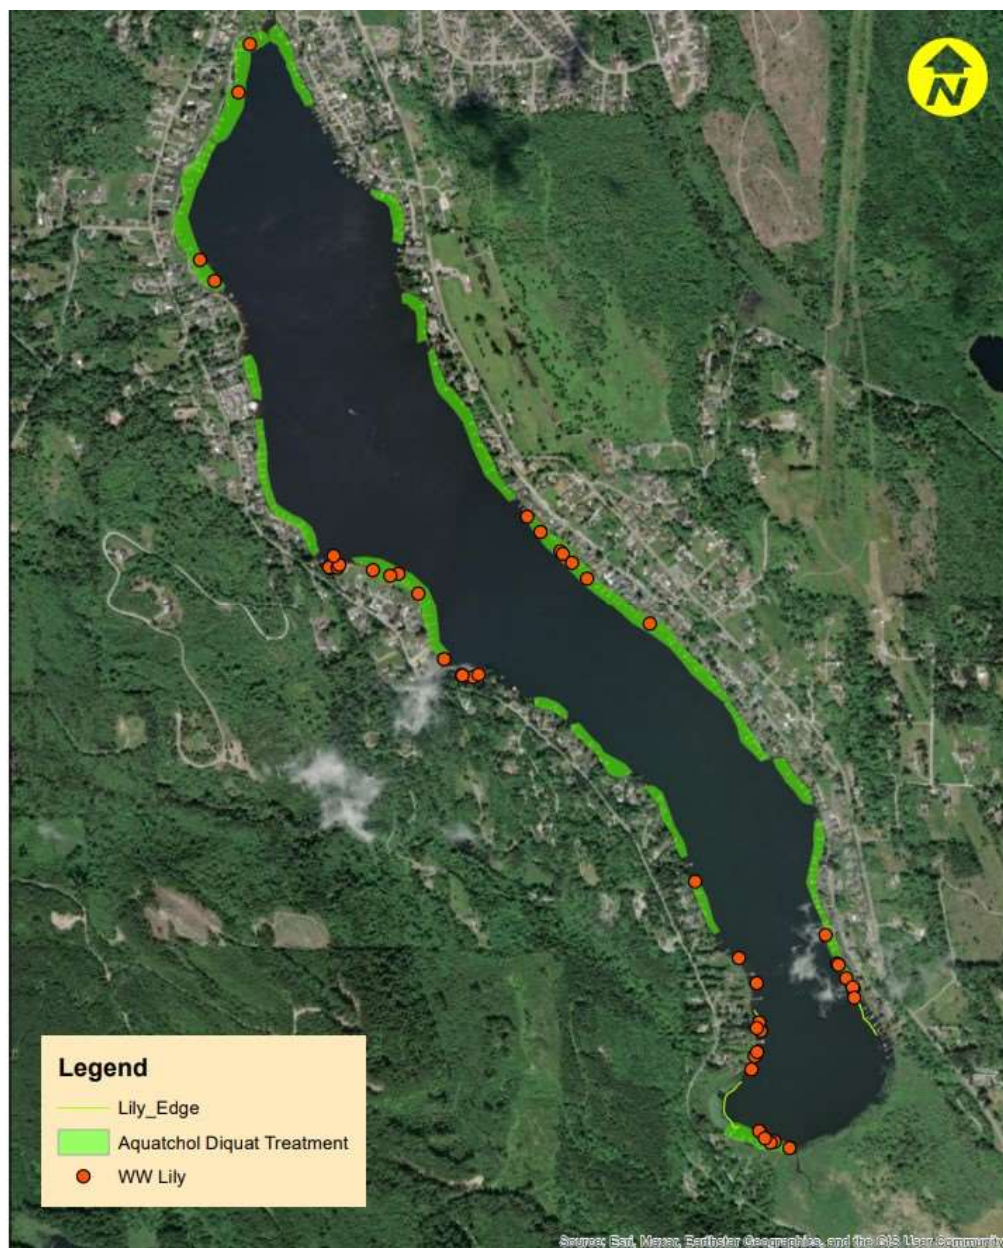 N
Legend
Lily_Edge
Aquatchol Diquat Treatment
WW Lily
Source: Esri, Maxar, Earthstar Geographics, and the GIS User Community